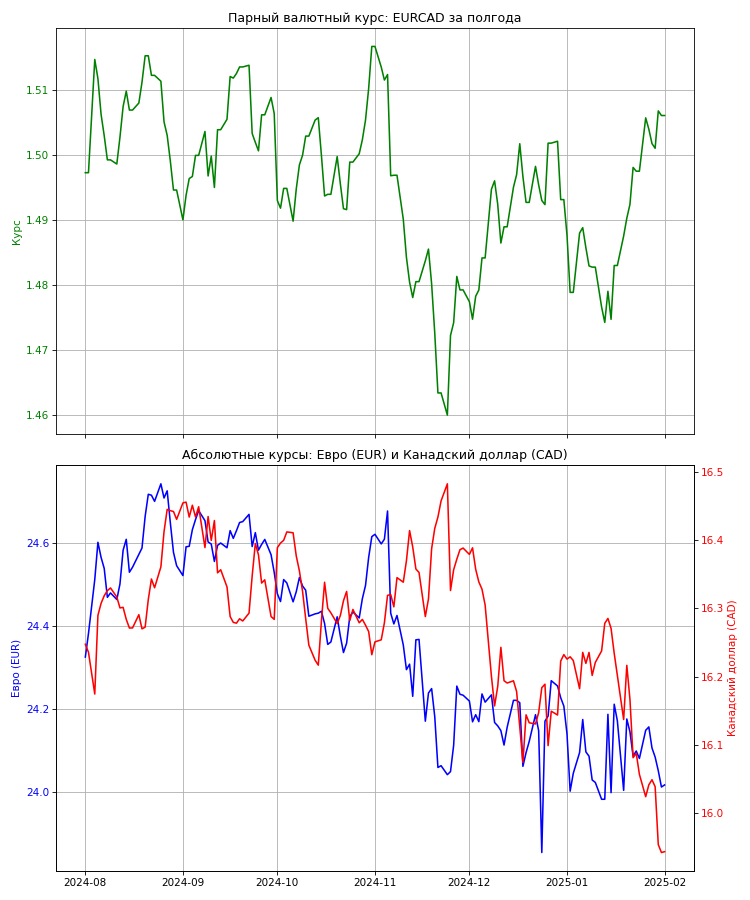 Парный валютный курс: EURCAD за полгода
Курс
1.51
1.50
1.49
1.48
1.47
1.46
Абсолютные курсы: Евро (EUR) и Канадский доллар (CAD)
Евро (EUR)
24.6
24.4
24.2
24.0
16.5
16.4
16.3
16.2
16.1
16.0
Канадский доллар (CAD)
2024-08 2024-09 2024-10 2024-11 2024-12 2025-01 2025-02